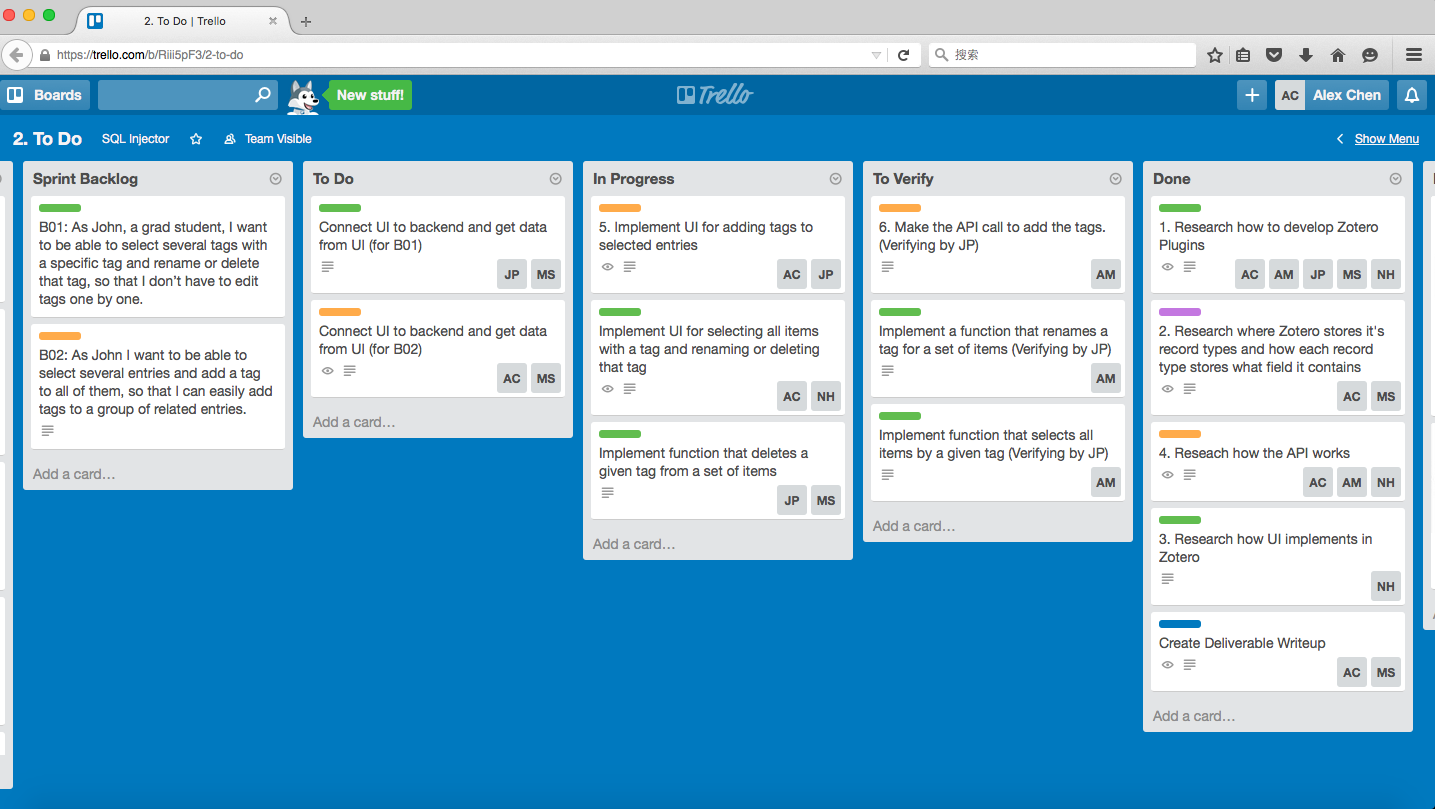 2. To Do | Trello
https://trello.com/b/Riii5pF3/2-to-do
搜索
Boards
New stuff!
Trello
AC
Alex Chen
2. To Do
SQL Injector
Team Visible
Show Menu
Sprint Backlog
B01: As John, a grad student, I want
to be able to select several tags with
a specific tag and rename or delete
that tag, so that I don't have to edit
tags one by one.
B02: As John I want to be able to
select several entries and add a tag
to all of them, so that I can easily add
tags to a group of related entries.
Add a card…
To Do
Connect UI to backend and get data
from UI (for B01)
JP MS
Connect UI to backend and get data
from UI (for B02)
AC MS
Add a card…
In Progress
5. Implement UI for adding tags to
selected entries
AC JP
Implement UI for selecting all items
with a tag and renaming or deleting
that tag
AC NH
Implement function that deletes a
given tag from a set of items
JP MS
Add a card…
To Verify
6. Make the API call to add the tags.
(Verifying by JP)
AM
Implement a function that renames a
tag for a set of items (Verifying by JP)
AM
Implement function that selects all
items by a given tag (Verifying by JP)
AM
Add a card…
Done
1. Research how to develop Zotero
Plugins
AC AM JP MS NH
2. Research where Zotero stores it's
record types and how each record
type stores what field it contains
AC MS
4. Reseach how the API works
AC AM NH
3. Research how UI implements in
Zotero
NH
Create Deliverable Writeup
AC MS
Add a card…